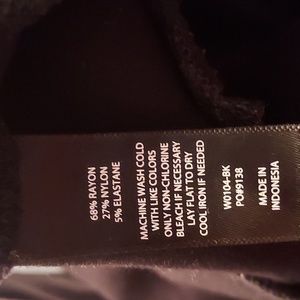 68% RAYON
27% NYLON
5% ELASTANE
MACHINE WASH COLD
WITH LIKE COLORS
ONLY NON-CHLORINE
BLEACH IF NECESSARY
LAY FLAT TO DRY
COOL IRON IF NEEDED
W0104-BK
PO#9138
MADE IN
INDONESIA